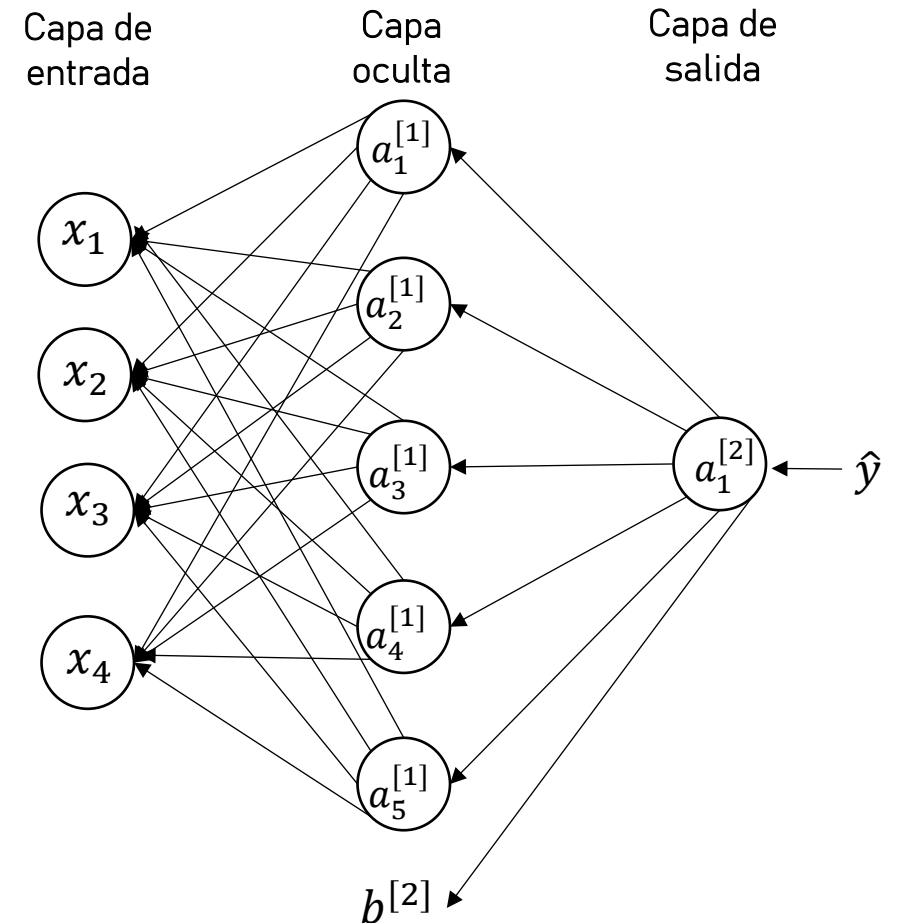 Capa de
entrada
Capa
oculta
Capa de
salida
a₁^[1]
x₁
a₂^[1]
x₂
a₃^[1]
a₁^[2]
ŷ
x₃
a₄^[1]
x₄
a₅^[1]
b^[2]